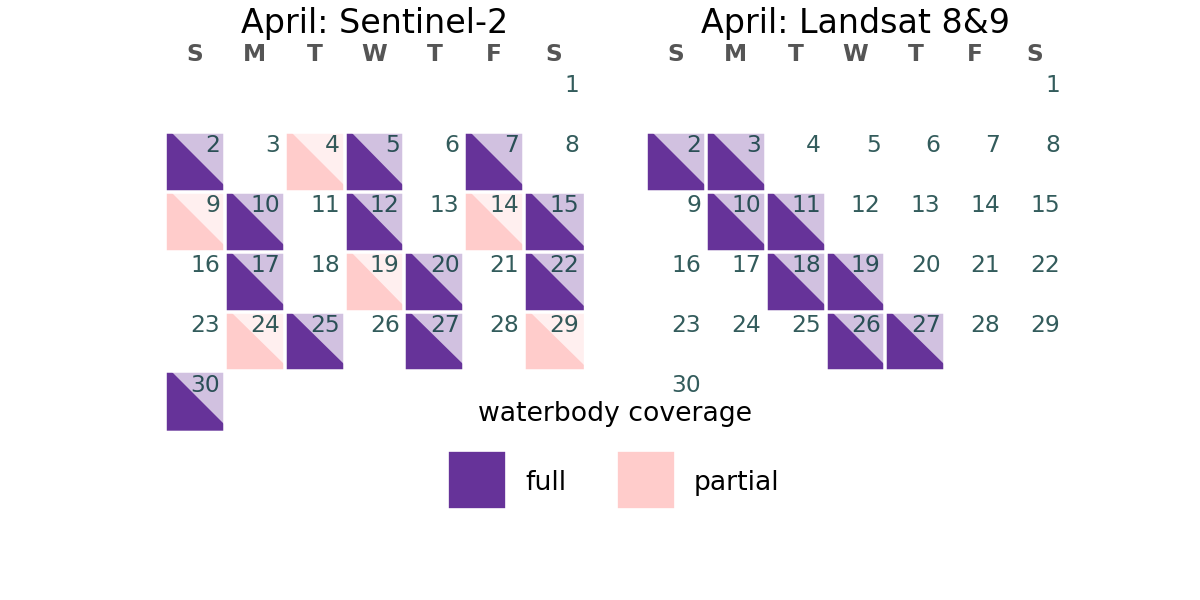 April: Sentinel-2
S M T W T F S
1
2 3 4 5 6 7 8
9 10 11 12 13 14 15
16 17 18 19 20 21 22
23 24 25 26 27 28 29
30
April: Landsat 8&9
S M T W T F S
1
2 3 4 5 6 7 8
9 10 11 12 13 14 15
16 17 18 19 20 21 22
23 24 25 26 27 28 29
30
waterbody coverage
full partial